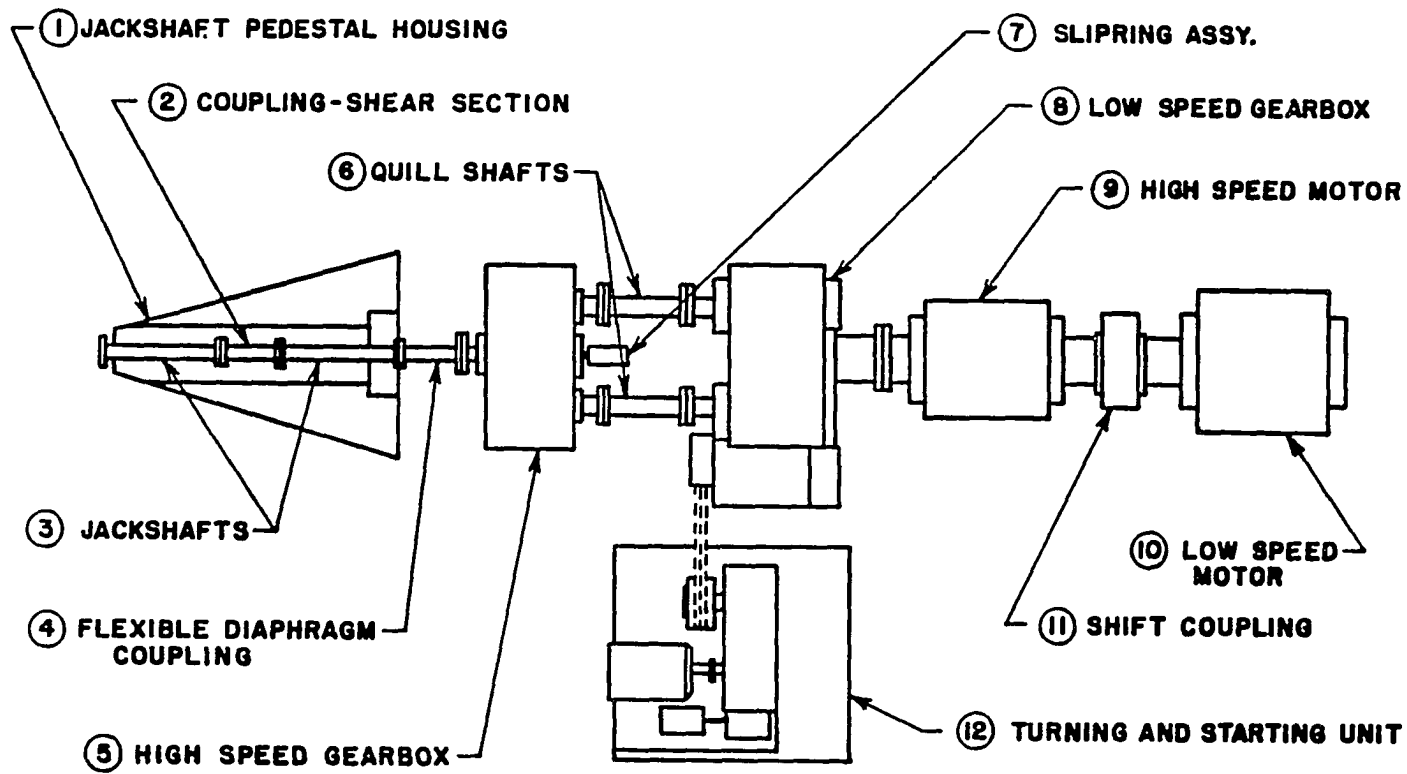 ① JACKSHAFT PEDESTAL HOUSING
② COUPLING-SHEAR SECTION
⑥ QUILL SHAFTS
⑦ SLIPRING ASSY.
⑧ LOW SPEED GEARBOX
⑨ HIGH SPEED MOTOR
③ JACKSHAFTS
④ FLEXIBLE DIAPHRAGM
COUPLING
⑤ HIGH SPEED GEARBOX
⑩ LOW SPEED
MOTOR
⑪ SHIFT COUPLING
⑫ TURNING AND STARTING UNIT